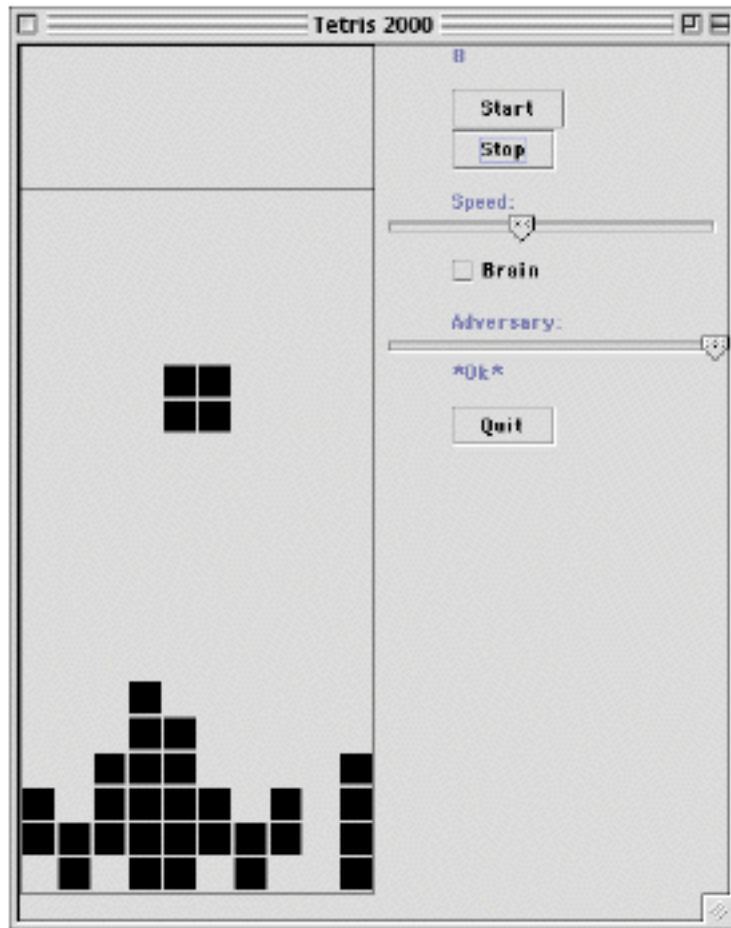 Tetris 2000
8
Start
Stop
Speed:
Brain
Adversary:
*Ok*
Quit